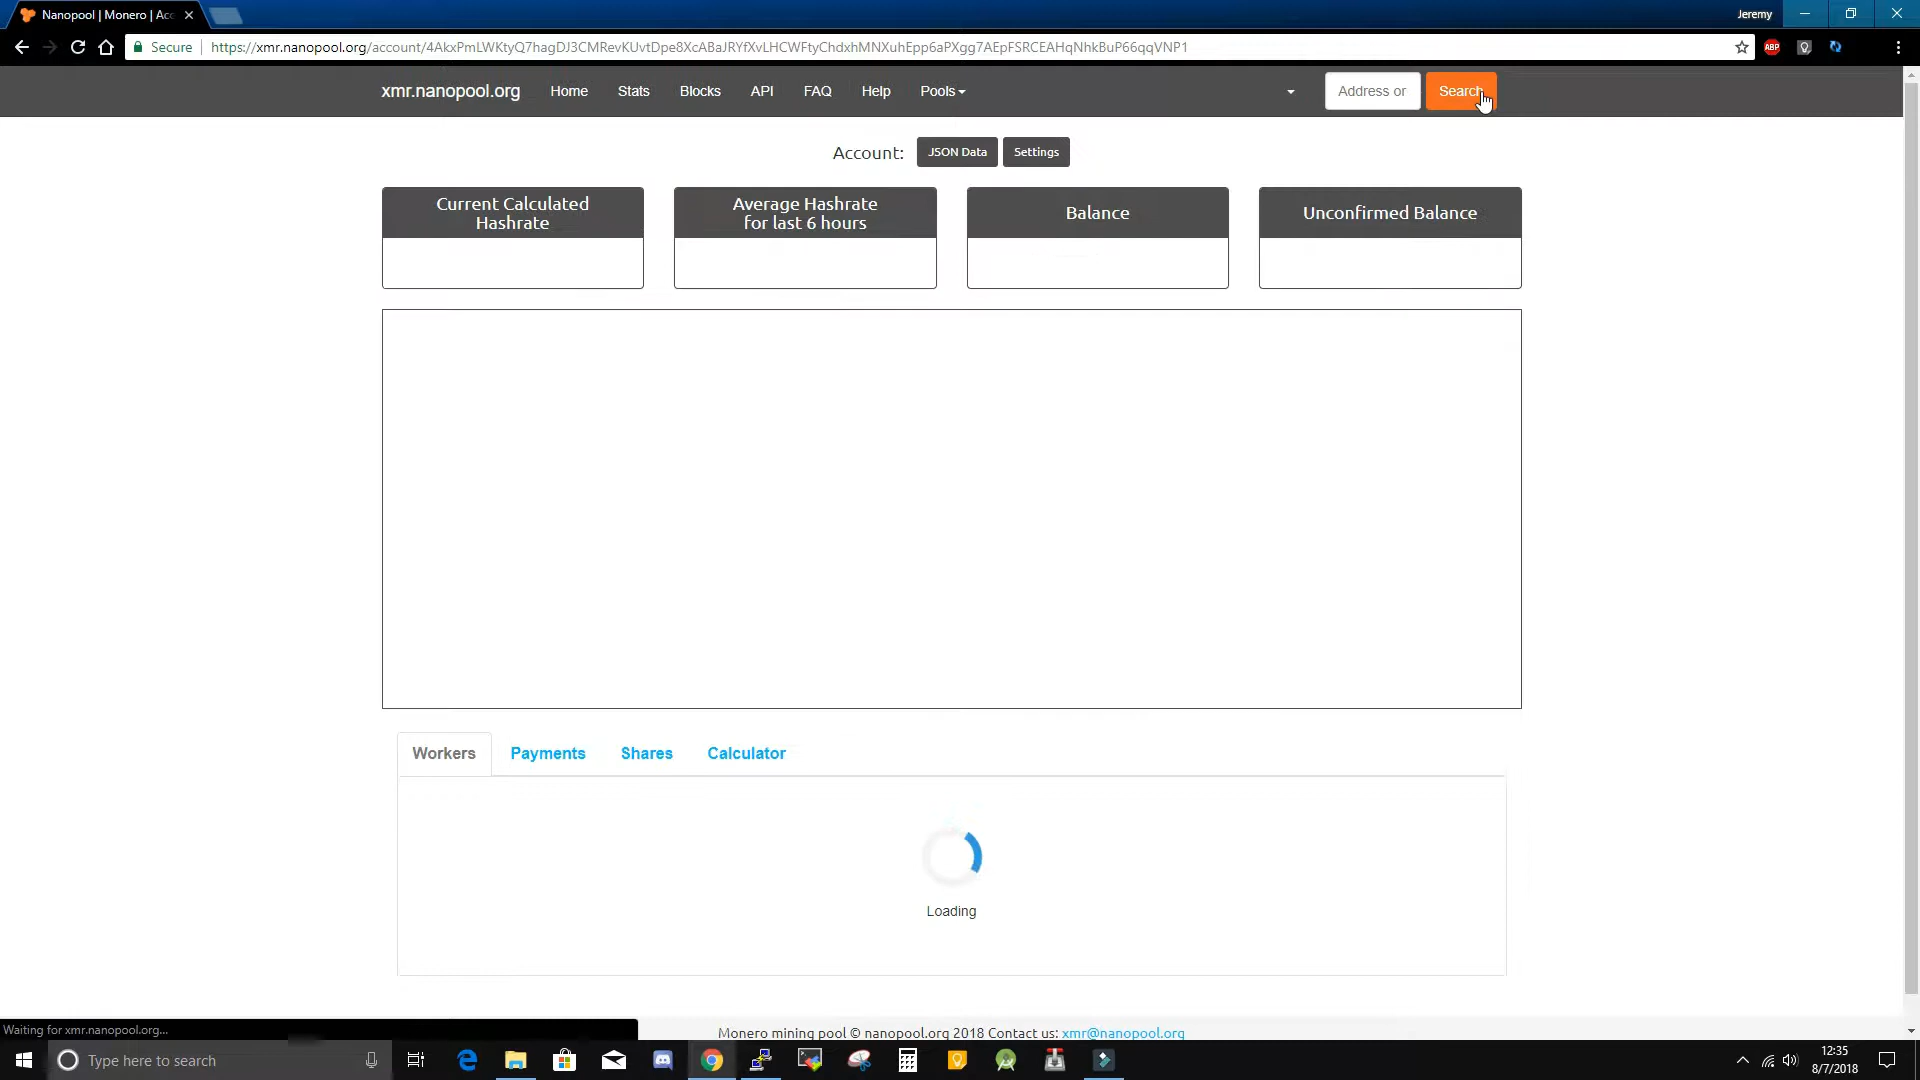 Nanopool | Monero | Acc
Jeremy
Secure
https://xmr.nanopool.org/account/4AkxPmLWKtyQ7hagDJ3CMRevKUvtDpe8XcABaJRYfXvLHCWFtyChdxhMNXuhEpp6aPXgg7AEpFSRCEAHqNhkBuP66qqVNP1
ABP
xmr.nanopool.org Home Stats Blocks API FAQ Help Pools
Address or
Search
Account: JSON Data Settings
Current Calculated
Hashrate
Average Hashrate
for last 6 hours
Balance
Unconfirmed Balance
Workers Payments Shares Calculator
Loading
Waiting for xmr.nanopool.org...
Monero mining pool © nanopool.org 2018 Contact us: xmr@nanopool.org
Type here to search
12:35
8/7/2018